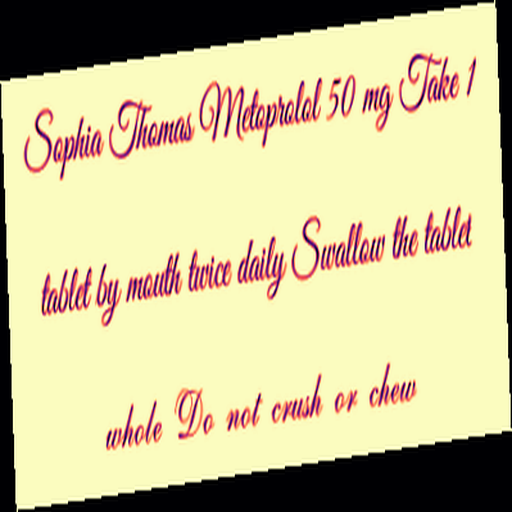 Sophia Thomas Metoprolol 50 mg Take 1
tablet by mouth twice daily Swallow the tablet
whole Do not crush or chew